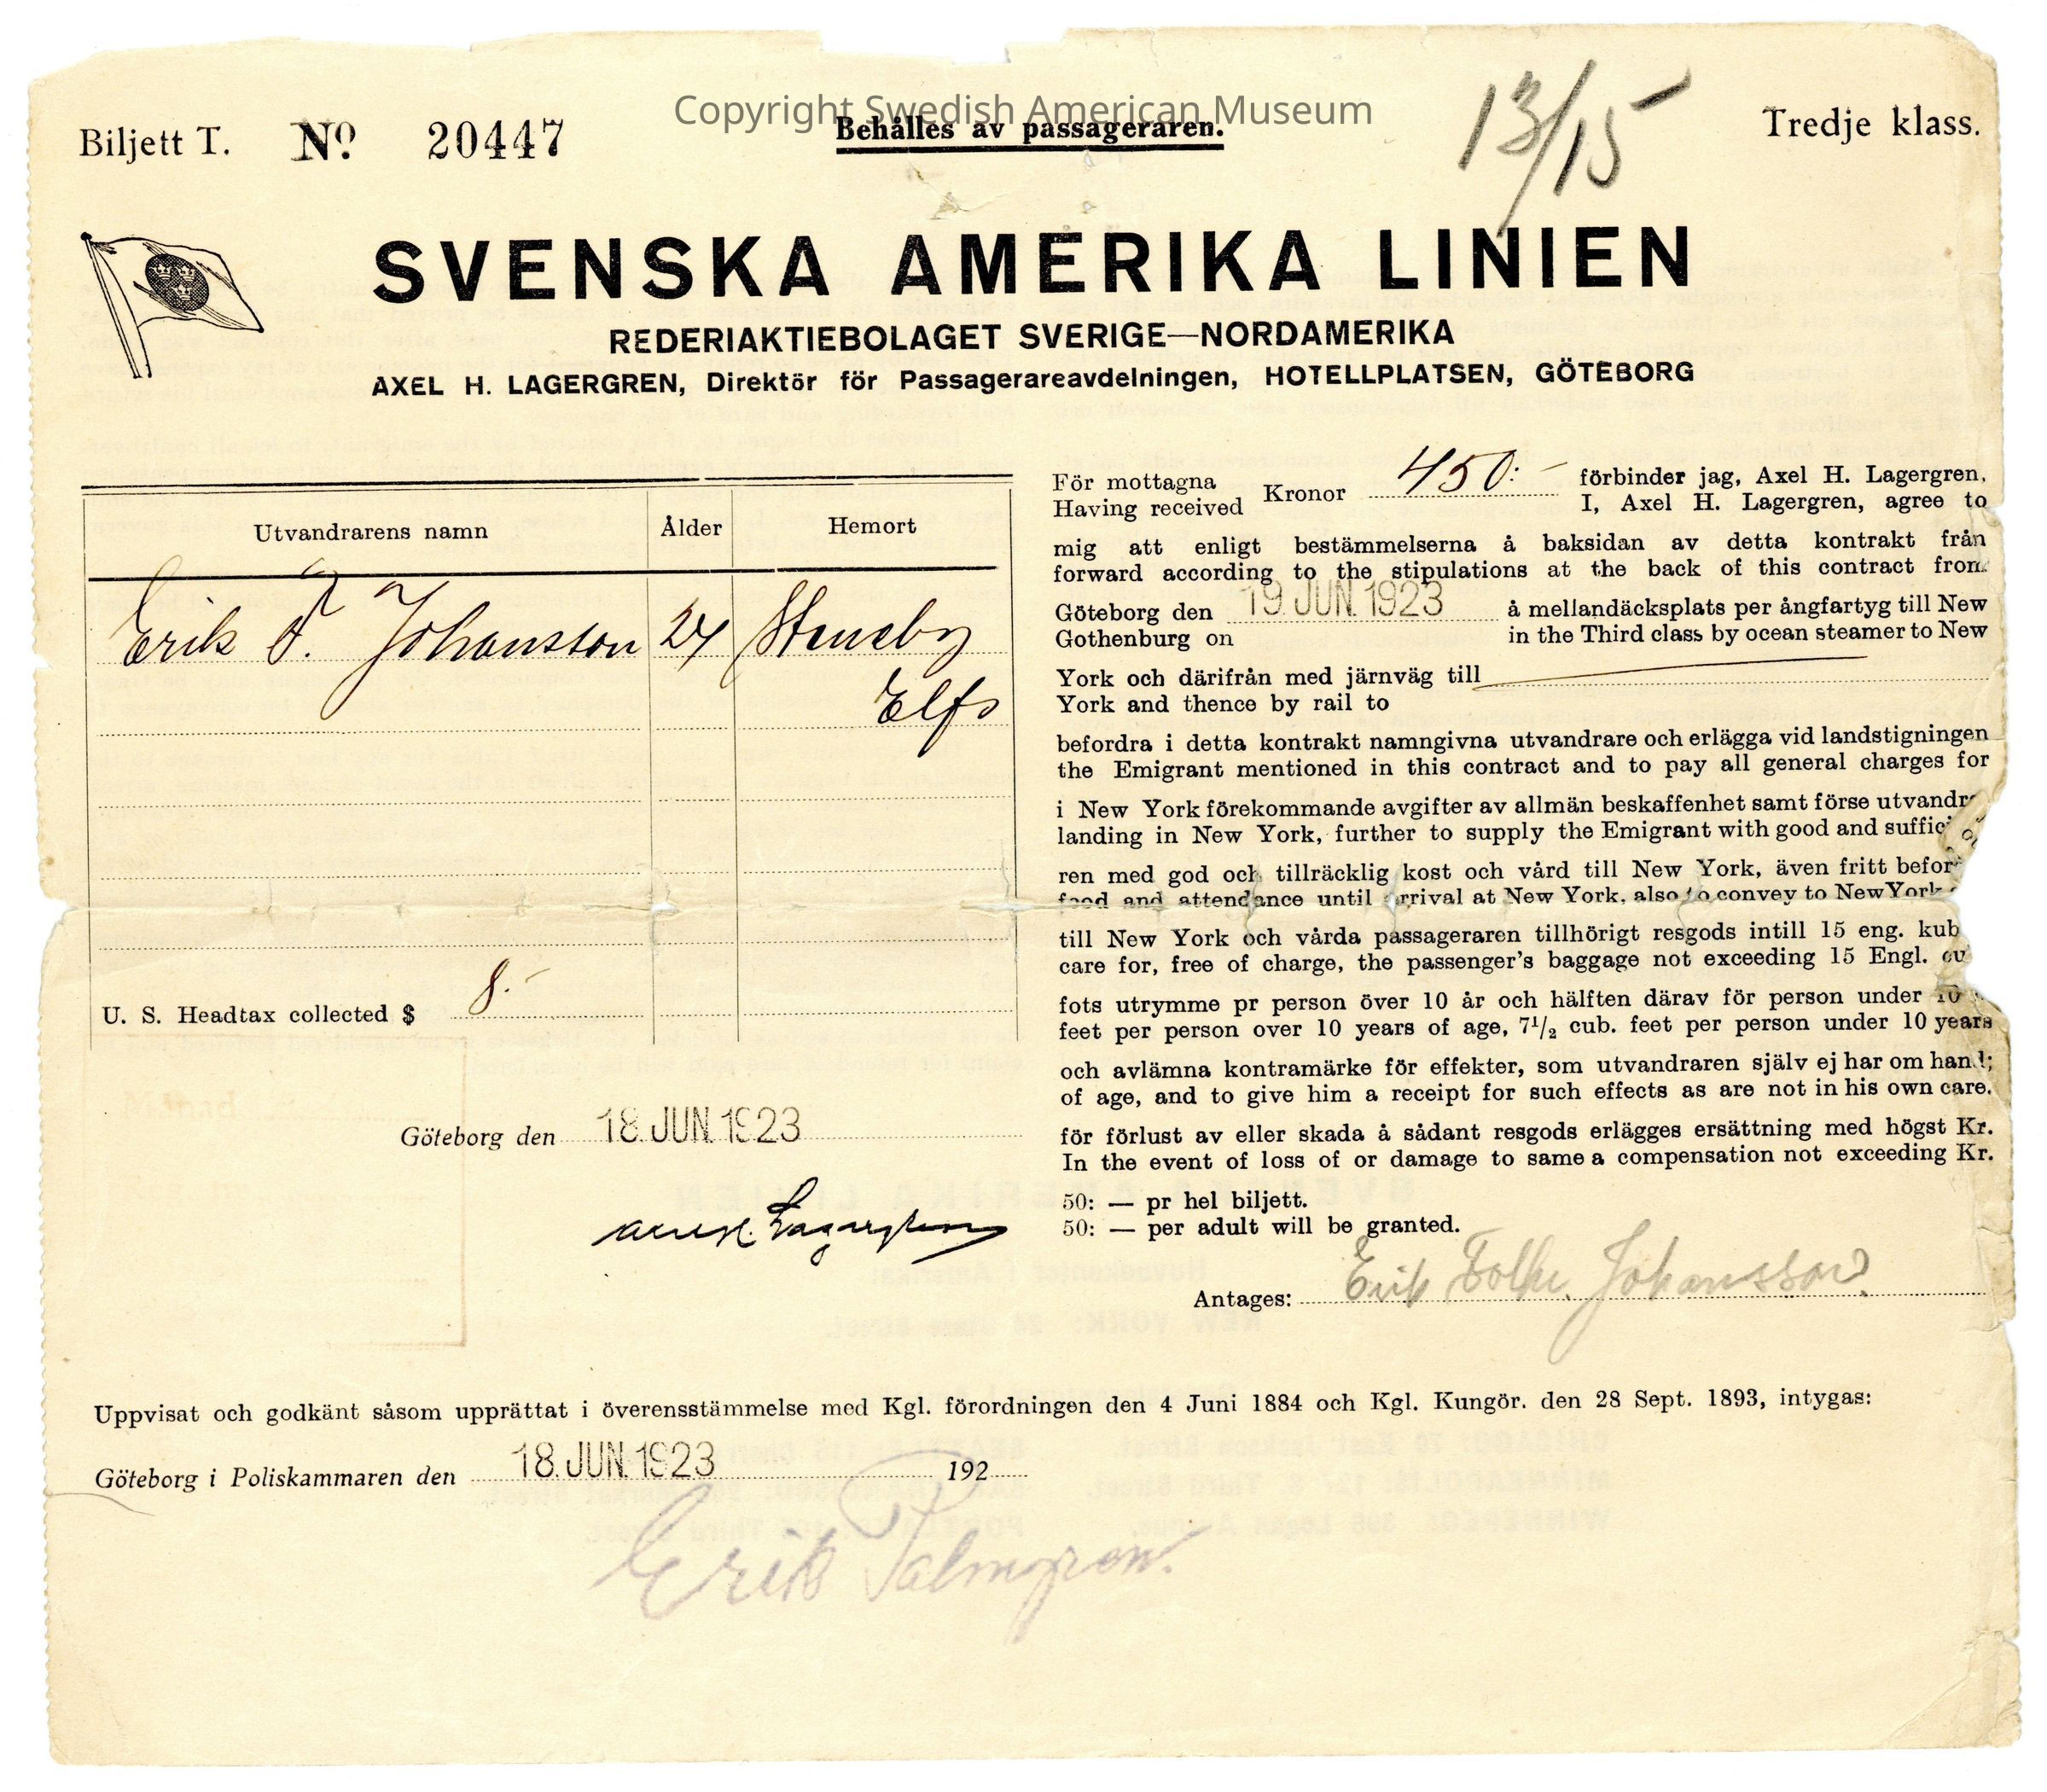 Copyright Swedish American Museum
Biljett T. No. 20447
Behålles av passageraren.
13/15
Tredje klass.
SVENSKA AMERIKA LINIEN
REDERIAKTIEBOLAGET SVERIGE—NORDAMERIKA
AXEL H. LAGERGREN, Direktör för Passagerareavdelningen, HOTELLPLATSEN, GÖTEBORG
Utvandrarens namn Ålder Hemort
Erik F. Johansson 24 Steneby
Elfs
U. S. Headtax collected $ 8.-
Göteborg den 18 JUN. 1923
Axel H. Lagergren
För mottagna Kronor 450:- förbinder jag, Axel H. Lagergren,
Having received I, Axel H. Lagergren, agree to
mig att enligt bestämmelserna å baksidan av detta kontrakt från
forward according to the stipulations at the back of this contract from
Göteborg den 19 JUN. 1923 å mellandäcksplats per ångfartyg till New
Gothenburg on in the Third class by ocean steamer to New
York och därifrån med järnväg till
York and thence by rail to
befordra i detta kontrakt namngivna utvandrare och erlägga vid landstigningen
the Emigrant mentioned in this contract and to pay all general charges for
i New York förekommande avgifter av allmän beskaffenhet samt förse utvandra
landing in New York, further to supply the Emigrant with good and suffici
ren med god och tillräcklig kost och vård till New York, även fritt befor
food and attendance until arrival at New York, also to convey to New York
till New York och vårda passageraren tillhörigt resgods intill 15 eng. kub
care for, free of charge, the passenger's baggage not exceeding 15 Engl. cu
fots utrymme pr person över 10 år och hälften därav för person under 10
feet per person over 10 years of age, 7 1/2 cub. feet per person under 10 years
och avlämna kontramärke för effekter, som utvandraren själv ej har om hand;
of age, and to give him a receipt for such effects as are not in his own care.
för förlust av eller skada å sådant resgods erlägges ersättning med högst Kr.
In the event of loss of or damage to same a compensation not exceeding Kr.
50: — pr hel biljett.
50: — per adult will be granted.
Antages: Erik Folke Johansson
Uppvisat och godkänt såsom upprättat i överensstämmelse med Kgl. förordningen den 4 Juni 1884 och Kgl. Kungör. den 28 Sept. 1893, intygas:
Göteborg i Poliskammaren den 18 JUN. 1923 192
Erik Palmgren.